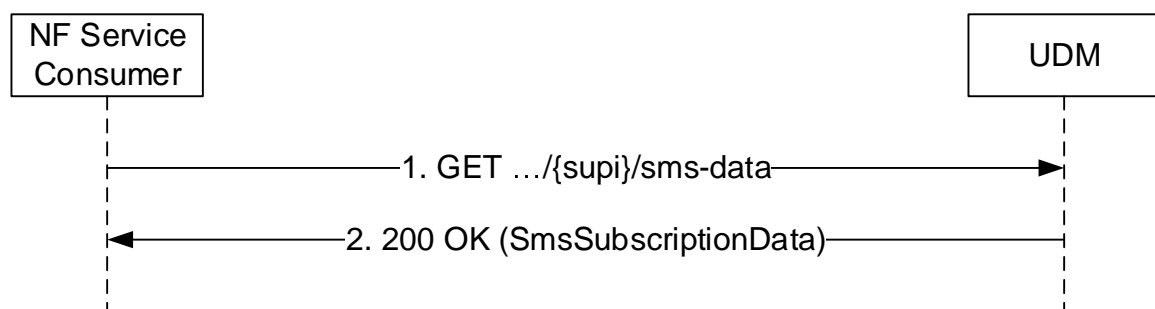 NF Service
Consumer
UDM
1. GET …/{supi}/sms-data
2. 200 OK (SmsSubscriptionData)